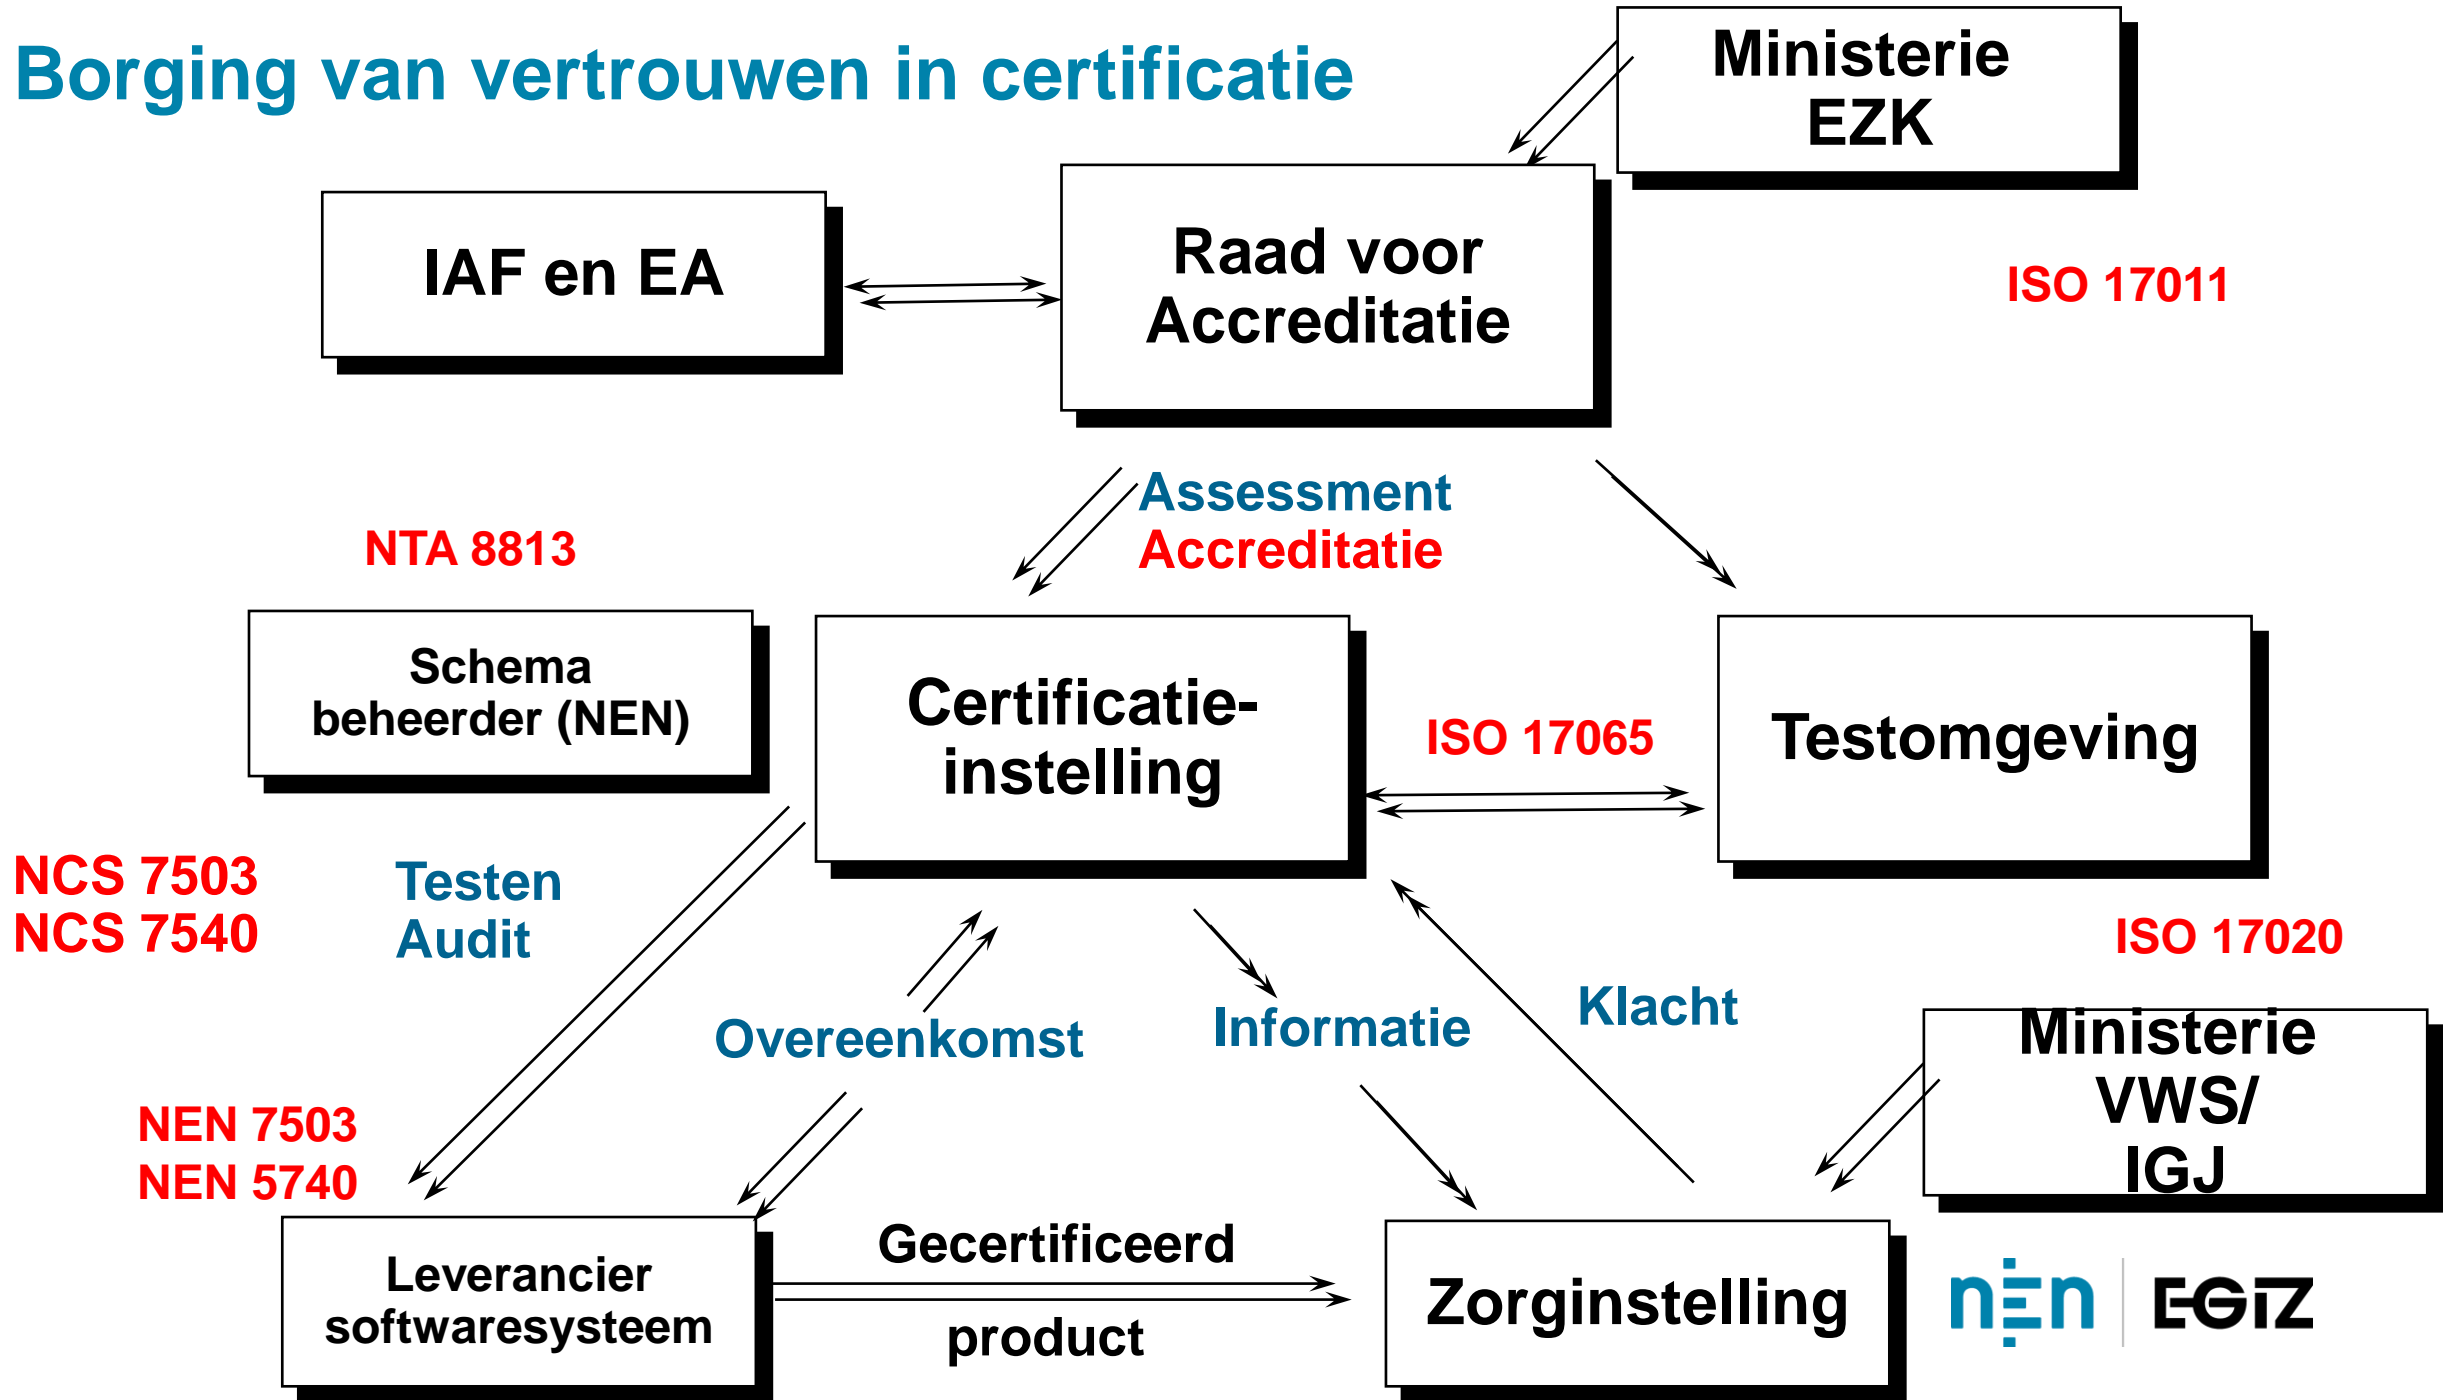 Borging van vertrouwen in certificatie
Ministerie
EZK
IAF en EA
Raad voor
Accreditatie
ISO 17011
Assessment
Accreditatie
NTA 8813
Schema
beheerder (NEN)
Certificatie-
instelling
ISO 17065
Testomgeving
NCS 7503
NCS 7540
Testen
Audit
ISO 17020
Overeenkomst
Informatie
Klacht
Ministerie
VWS/
IGJ
NEN 7503
NEN 5740
Leverancier
softwaresysteem
Gecertificeerd
product
Zorginstelling
nen
EGIZ